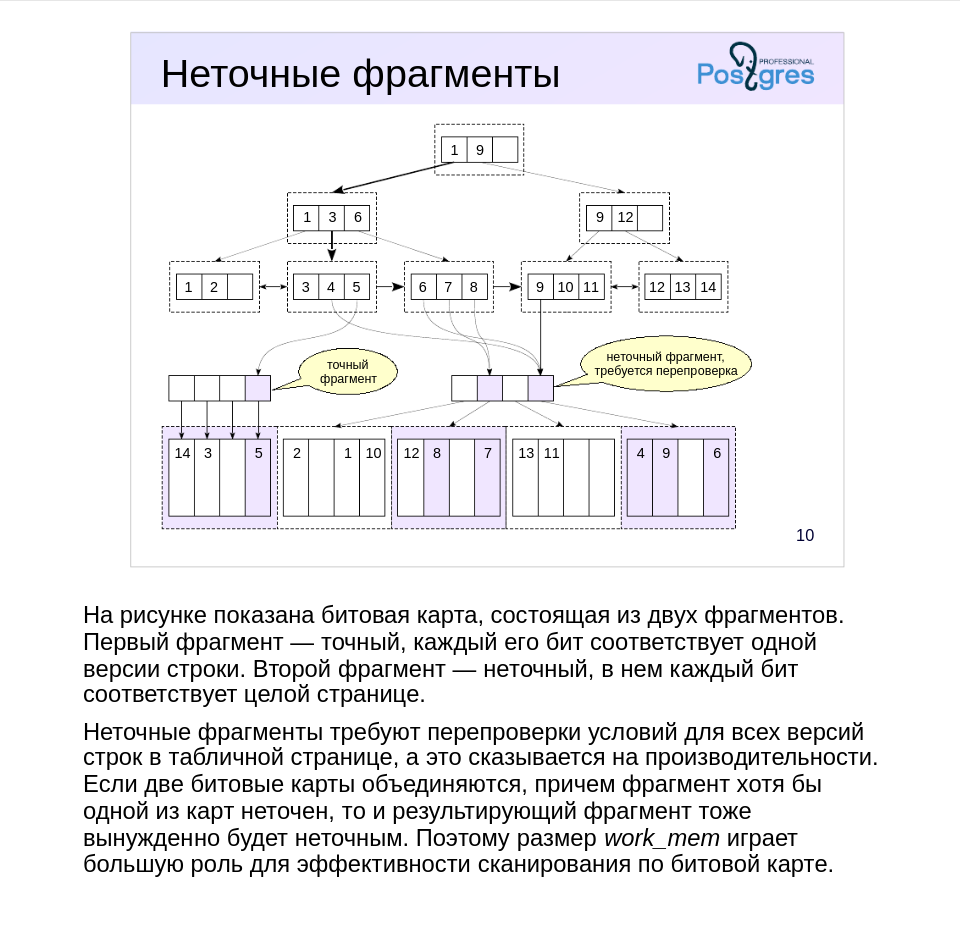 Неточные фрагменты
PROFESSIONAL
Postgres
1 9
1 3 6
9 12
1 2
3 4 5
6 7 8
9 10 11
12 13 14
точный
фрагмент
неточный фрагмент,
требуется перепроверка
14 3 5
2 1 10
12 8 7
13 11
4 9 6
10
На рисунке показана битовая карта, состоящая из двух фрагментов.
Первый фрагмент — точный, каждый его бит соответствует одной
версии строки. Второй фрагмент — неточный, в нем каждый бит
соответствует целой странице.
Неточные фрагменты требуют перепроверки условий для всех версий
строк в табличной странице, а это сказывается на производительности.
Если две битовые карты объединяются, причем фрагмент хотя бы
одной из карт неточен, то и результирующий фрагмент тоже
вынужденно будет неточным. Поэтому размер work_mem играет
большую роль для эффективности сканирования по битовой карте.